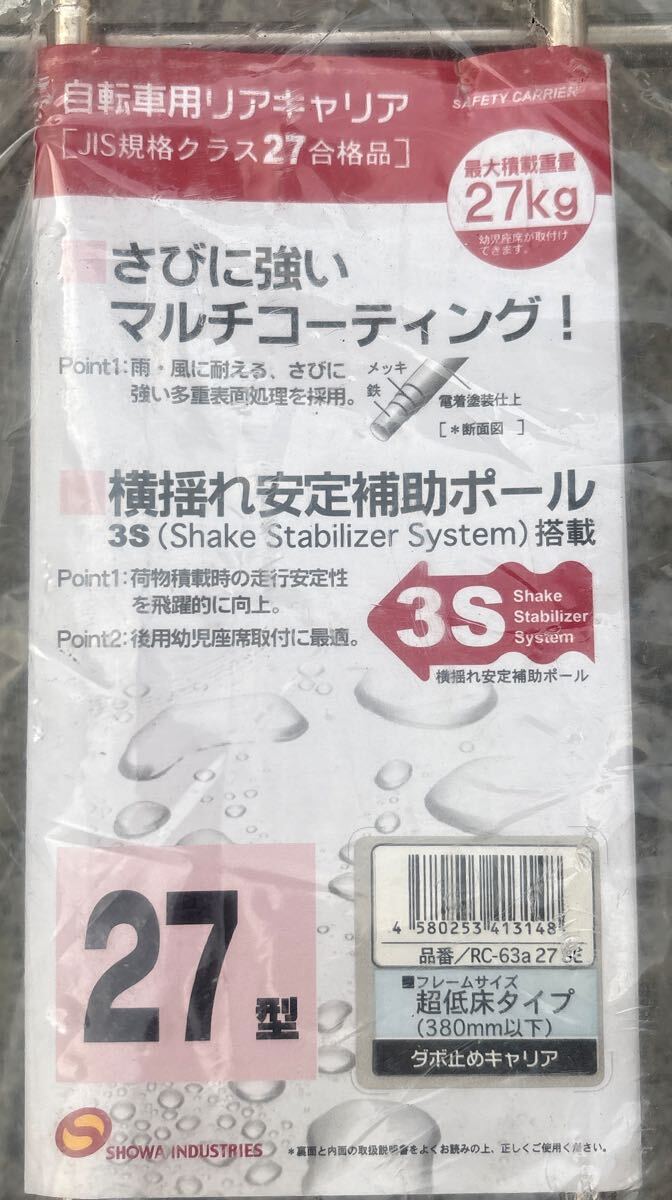 自転車用リアキャリア
[JIS規格クラス27合格品]
SAFETY CARRIER
最大積載重量
27kg
幼児座席が取付け
できます。
さびに強い
マルチコーティング!
Point1:雨・風に耐える、さびに
強い多重表面処理を採用。
メッキ
鉄
電着塗装仕上
[*断面図]
横揺れ安定補助ポール
3S(Shake Stabilizer System)搭載
Point1:荷物積載時の走行安定性
を飛躍的に向上。
Point2:後用幼児座席取付に最適。
3S Shake
Stabilizer
System
横揺れ安定補助ポール
27型
4 580253 413148
品番/RC-63a 27 SE
フレームサイズ
超低床タイプ
(380mm以下)
ダボ止めキャリア
SHOWA INDUSTRIES
*裏面と内面の取扱説明書をよくお読みの上、正しくご使用ください。